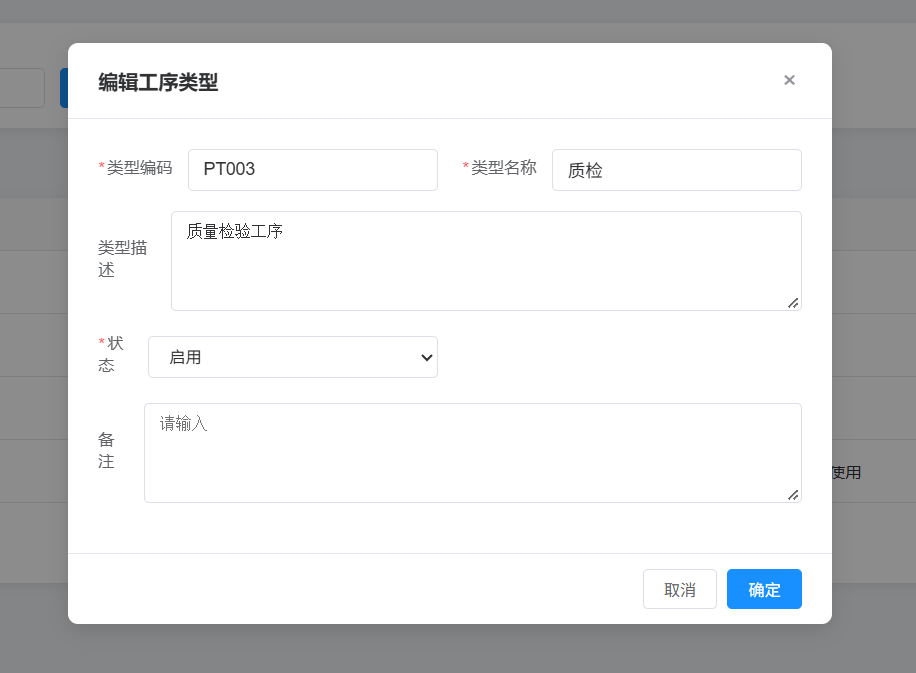 编辑工序类型
×
*类型编码 PT003 *类型名称 质检
类型描
述
质量检验工序
*状
态
启用
备
注
请输入
使用
取消 确定